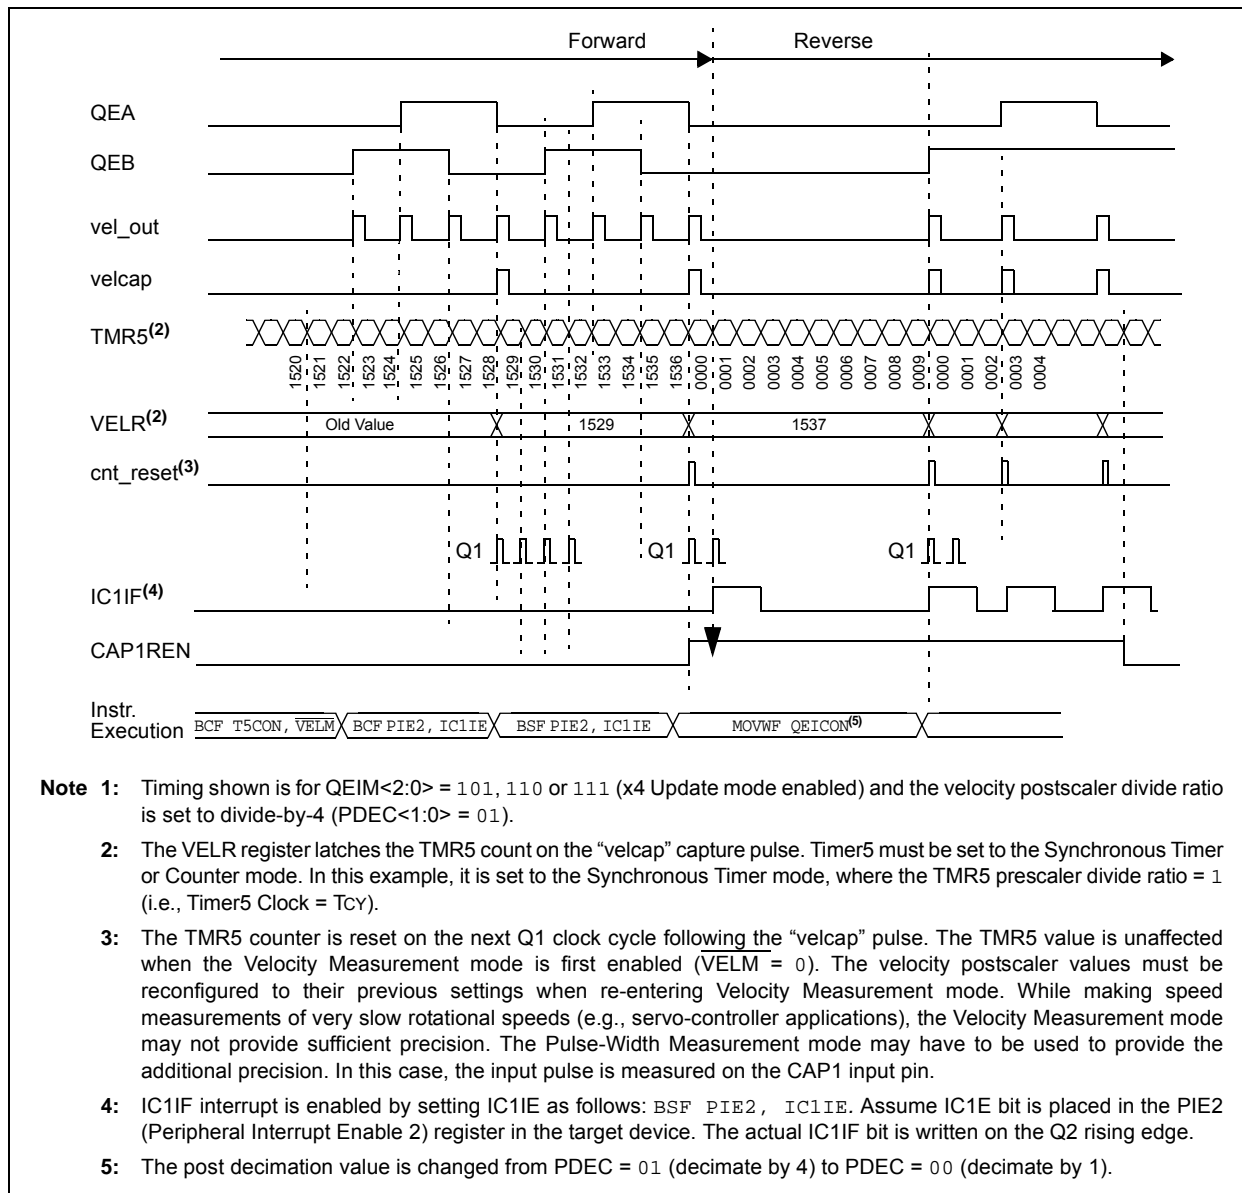 Forward Reverse
QEA
QEB
vel_out
velcap
TMR5(2)
1520 1521 1522 1523 1524 1525 1526 1527 1528 1529 1530 1531 1532 1533 1534 1535 1536 0000 0001 0002 0003 0004 0005 0006 0007 0008 0009 0000 0001 0002 0003 0004
VELR(2) Old Value 1529 1537
cnt_reset(3)
Q1 Q1 Q1
IC1IF(4)
CAP1REN
Instr.
Execution BCF T5CON, VELM BCF PIE2, IC1IE BSF PIE2, IC1IE MOVWF QEICON(5)
Note 1: Timing shown is for QEIM<2:0> = 101, 110 or 111 (x4 Update mode enabled) and the velocity postscaler divide ratio
is set to divide-by-4 (PDEC<1:0> = 01).
2: The VELR register latches the TMR5 count on the “velcap” capture pulse. Timer5 must be set to the Synchronous Timer
or Counter mode. In this example, it is set to the Synchronous Timer mode, where the TMR5 prescaler divide ratio = 1
(i.e., Timer5 Clock = TCY).
3: The TMR5 counter is reset on the next Q1 clock cycle following the “velcap” pulse. The TMR5 value is unaffected
when the Velocity Measurement mode is first enabled (VELM = 0). The velocity postscaler values must be
reconfigured to their previous settings when re-entering Velocity Measurement mode. While making speed
measurements of very slow rotational speeds (e.g., servo-controller applications), the Velocity Measurement mode
may not provide sufficient precision. The Pulse-Width Measurement mode may have to be used to provide the
additional precision. In this case, the input pulse is measured on the CAP1 input pin.
4: IC1IF interrupt is enabled by setting IC1IE as follows: BSF PIE2, IC1IE. Assume IC1E bit is placed in the PIE2
(Peripheral Interrupt Enable 2) register in the target device. The actual IC1IF bit is written on the Q2 rising edge.
5: The post decimation value is changed from PDEC = 01 (decimate by 4) to PDEC = 00 (decimate by 1).